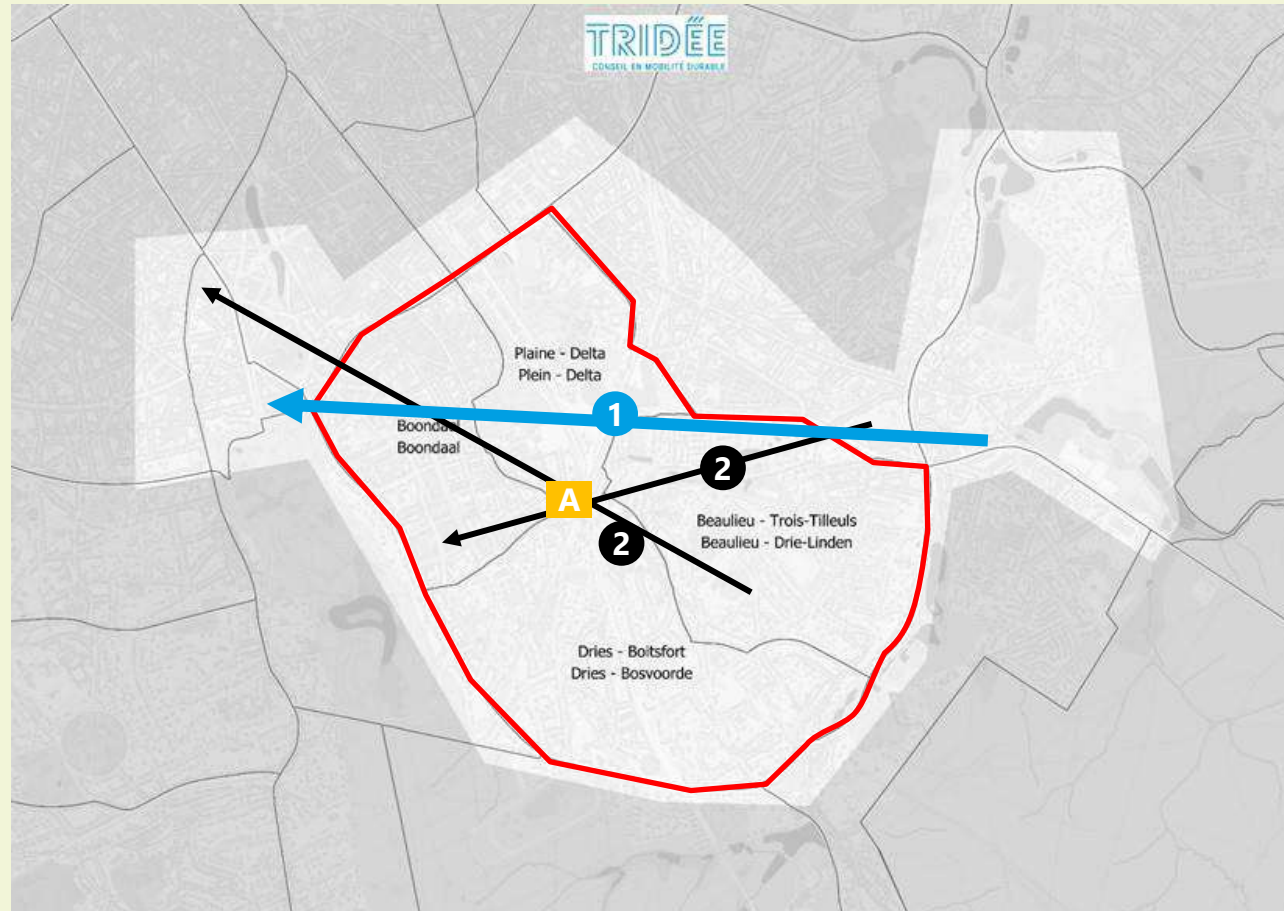 TRIDËE
CONSEIL EN MOBILITÉ DURABLE
Plaine - Delta
Plein - Delta
1
Boondaal
Boondaal
2
A
Beaulieu - Trois-Tilleuls
Beaulieu - Drie-Linden
2
Dries - Boitsfort
Dries - Bosvoorde